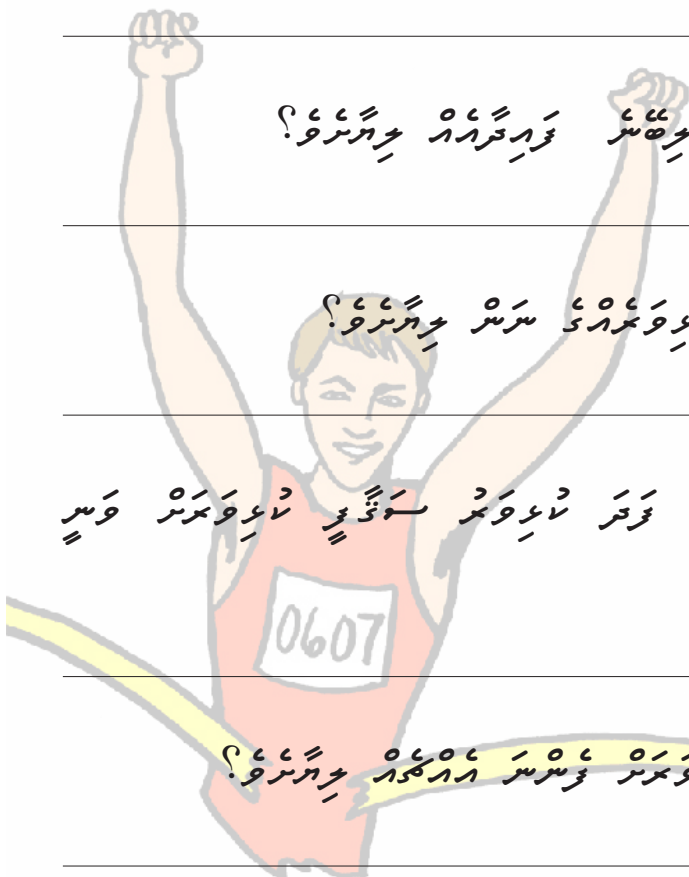 ލިބޭނެ ފައިދާއެއް ލިޔާށެވެ؟
ޅިވަރެއްގެ ނަން ލިޔާށެވެ؟
ފަދަ ކުޅިވަރު ސަޤާފީ ކުޅިވަރަށް ވަނީ
0607
ވަރަށް ފެންނަ އެއްޗެއް ލިޔާށެވެ؟